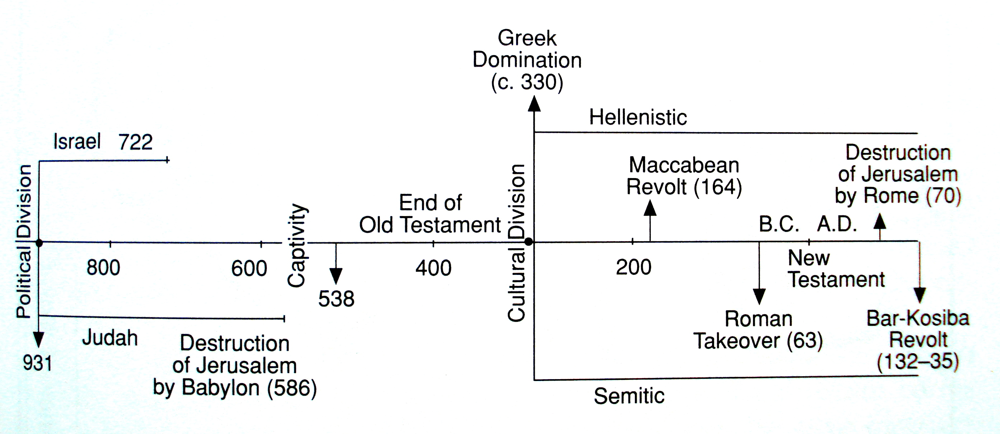 Greek
Domination
(c. 330)
Hellenistic
Israel 722
Maccabean
Revolt (164)
Destruction
of Jerusalem
by Rome (70)
Political Division
Captivity
End of
Old Testament
Cultural Division
B.C. A.D.
800
600
400
200
New
Testament
538
931
Judah
Destruction
of Jerusalem
by Babylon (586)
Roman
Takeover (63)
Bar-Kosiba
Revolt
(132–35)
Semitic